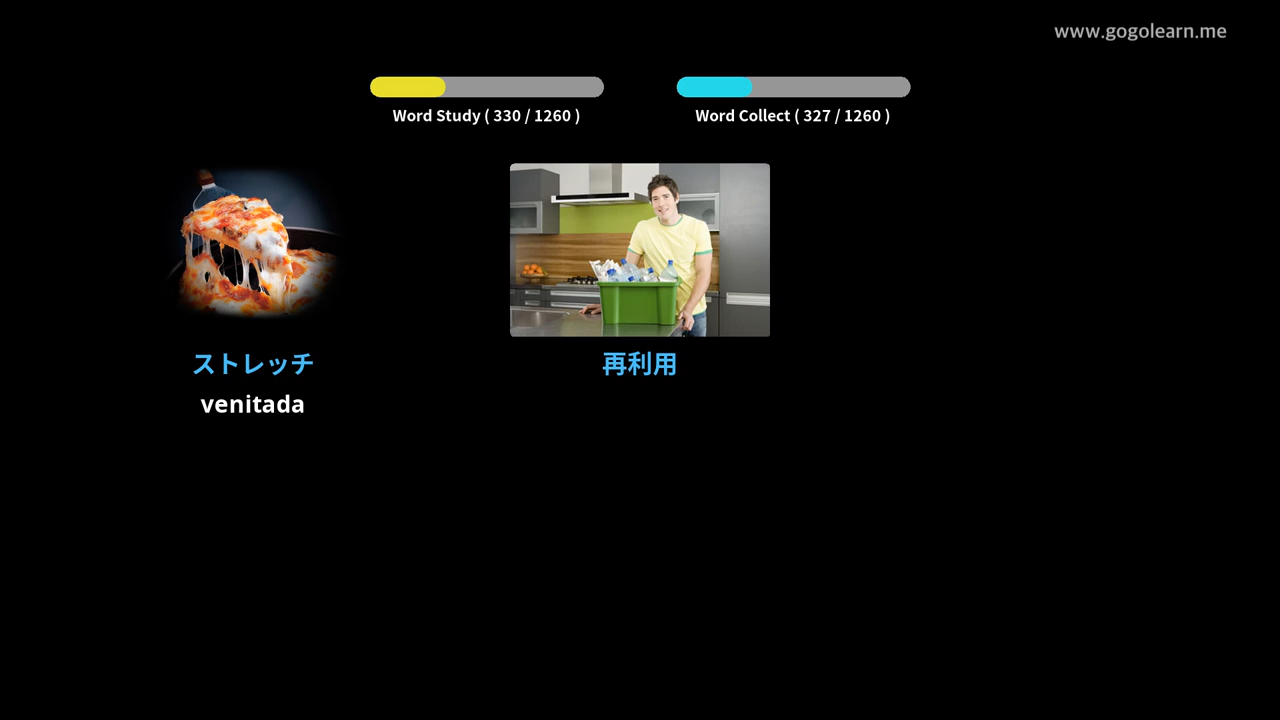 www.gogolearn.me
Word Study ( 330 / 1260 )
Word Collect ( 327 / 1260 )
ストレッチ
venitada
再利用